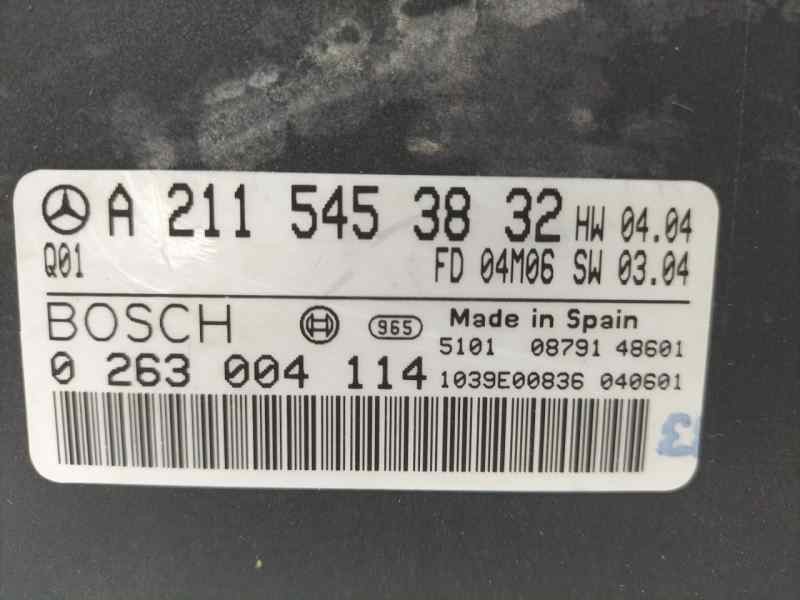 A 211 545 38 32 HW 04.04
Q01 FD 04M06 SW 03.04
BOSCH 965 Made in Spain
5101 08791 48601
0 263 004 114 1039E00836 040601
3